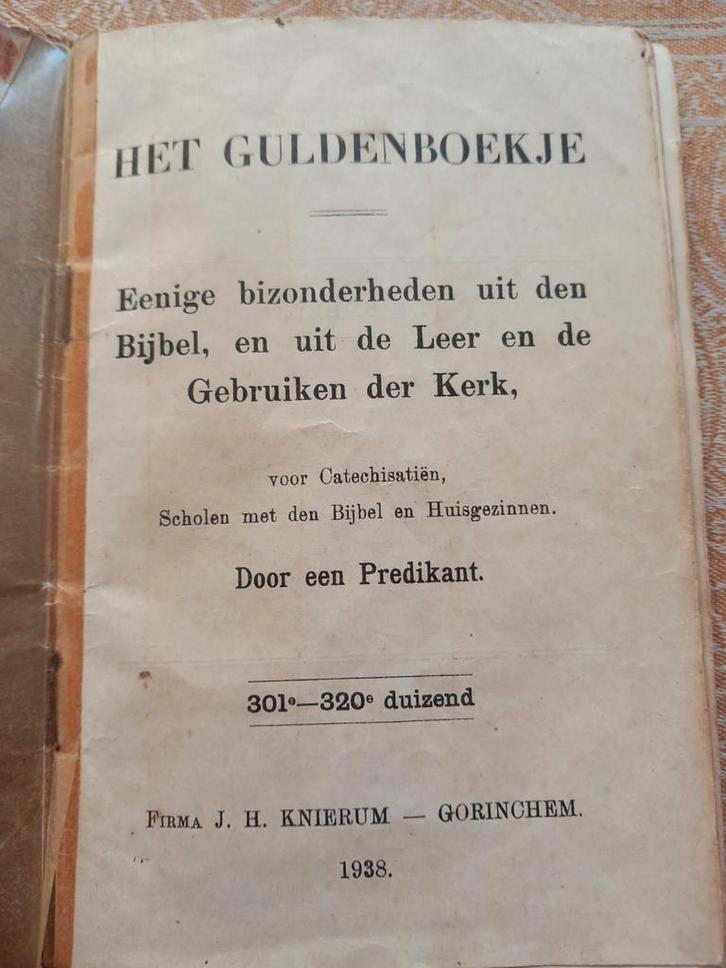 HET GULDENBOEKJE
Eenige bizonderheden uit den
Bijbel, en uit de Leer en de
Gebruiken der Kerk,
voor Catechisatiën,
Scholen met den Bijbel en Huisgezinnen.
Door een Predikant.
301e—320e duizend
FIRMA J. H. KNIERUM — GORINCHEM.
1938.